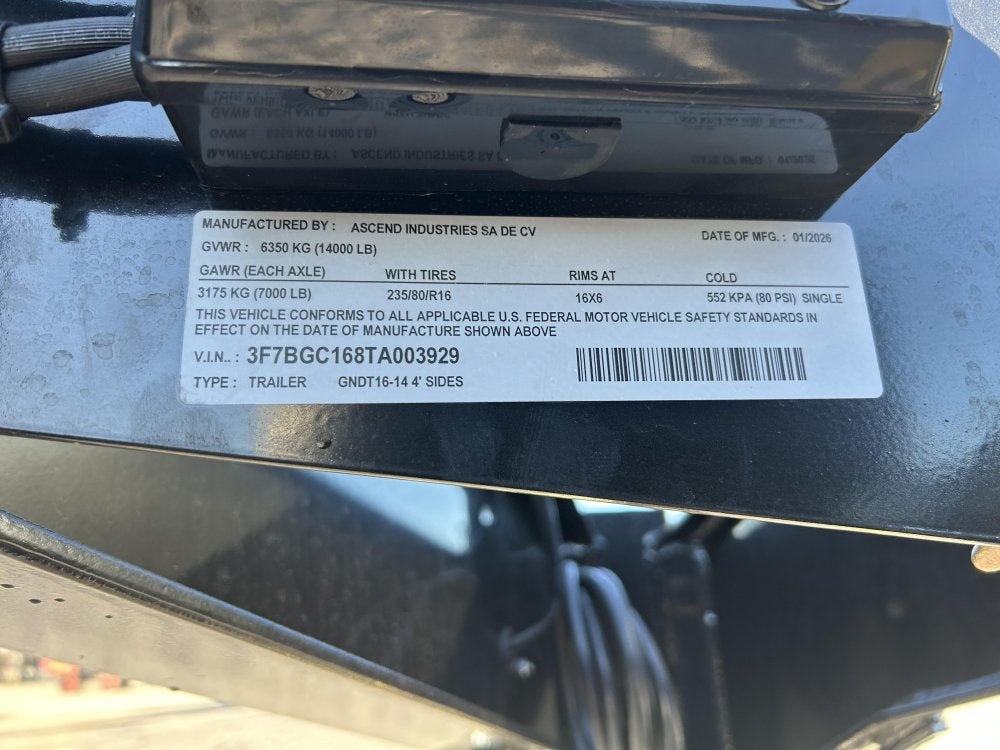 MANUFACTURED BY : ASCEND INDUSTRIES SA DE CV
DATE OF MFG. : 01/2026
GVWR : 6350 KG (14000 LB)
GAWR (EACH AXLE) WITH TIRES RIMS AT COLD
3175 KG (7000 LB) 235/80/R16 16X6 552 KPA (80 PSI) SINGLE
THIS VEHICLE CONFORMS TO ALL APPLICABLE U.S. FEDERAL MOTOR VEHICLE SAFETY STANDARDS IN
EFFECT ON THE DATE OF MANUFACTURE SHOWN ABOVE
V.I.N.. : 3F7BGC168TA003929
TYPE : TRAILER GNDT16-14 4' SIDES